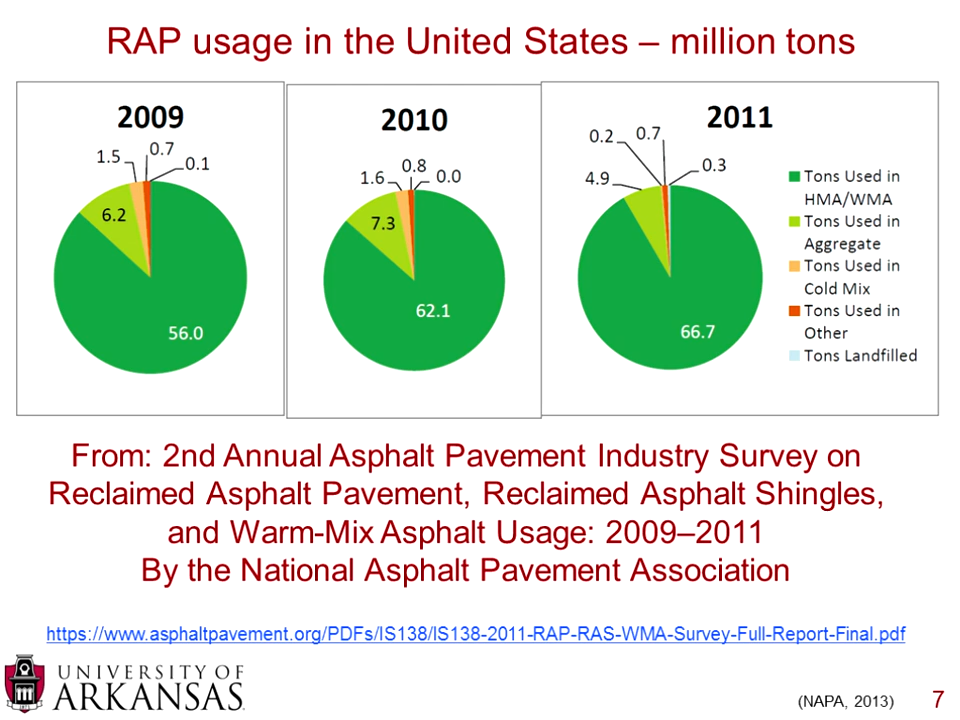 RAP usage in the United States – million tons
2009
1.5
0.7
0.1
6.2
56.0
2010
1.6
0.8
0.0
7.3
62.1
2011
0.2
0.7
0.3
4.9
66.7
Tons Used in
HMA/WMA
Tons Used in
Aggregate
Tons Used in
Cold Mix
Tons Used in
Other
Tons Landfilled
From: 2nd Annual Asphalt Pavement Industry Survey on
Reclaimed Asphalt Pavement, Reclaimed Asphalt Shingles,
and Warm-Mix Asphalt Usage: 2009–2011
By the National Asphalt Pavement Association
https://www.asphaltpavement.org/PDFs/IS138/IS138-2011-RAP-RAS-WMA-Survey-Full-Report-Final.pdf
UNIVERSITY OF
ARKANSAS
(NAPA, 2013)
7